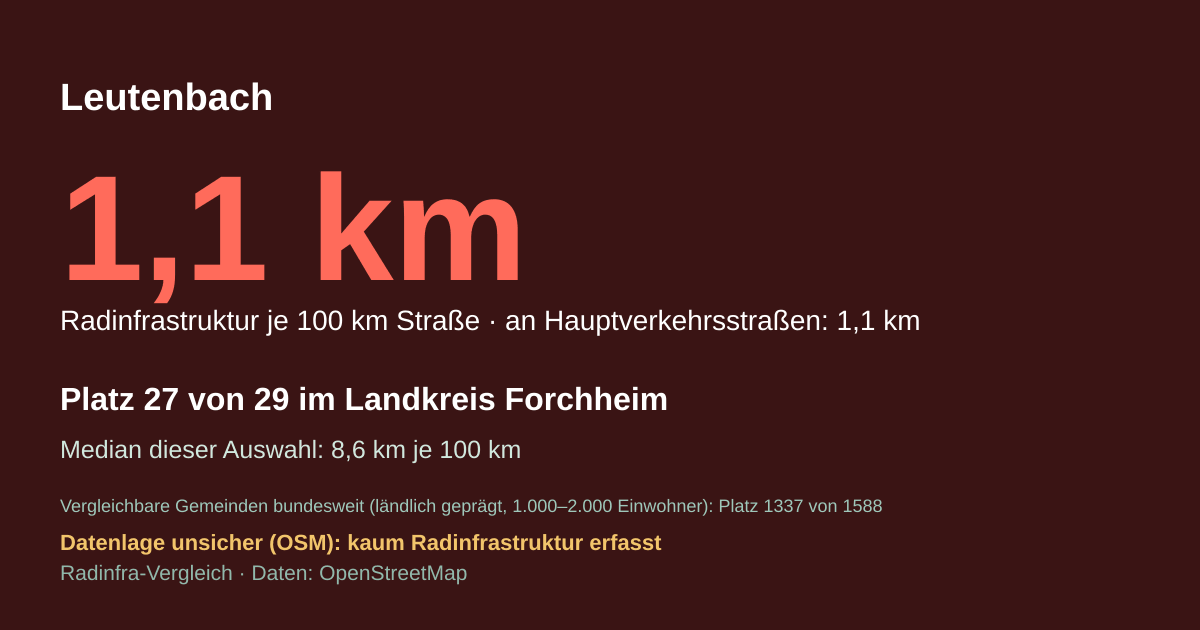 Leutenbach
1,1 km
Radinfrastruktur je 100 km Straße · an Hauptverkehrsstraßen: 1,1 km
Platz 27 von 29 im Landkreis Forchheim
Median dieser Auswahl: 8,6 km je 100 km
Vergleichbare Gemeinden bundesweit (ländlich geprägt, 1.000–2.000 Einwohner): Platz 1337 von 1588
Datenlage unsicher (OSM): kaum Radinfrastruktur erfasst
Radinfra-Vergleich · Daten: OpenStreetMap